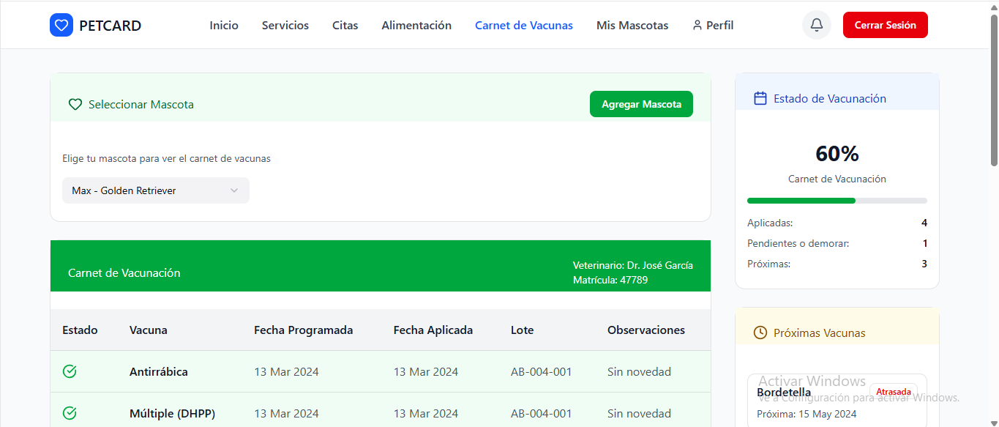 PETCARD
Inicio Servicios Citas Alimentación Carnet de Vacunas Mis Mascotas Perfil Cerrar Sesión
Seleccionar Mascota
Agregar Mascota
Elige tu mascota para ver el carnet de vacunas
Max - Golden Retriever
Carnet de Vacunación
Veterinario: Dr. José García
Matrícula: 47789
Estado Vacuna Fecha Programada Fecha Aplicada Lote Observaciones
Antirrábica 13 Mar 2024 13 Mar 2024 AB-004-001 Sin novedad
Múltiple (DHPP) 13 Mar 2024 13 Mar 2024 AB-004-001 Sin novedad
Estado de Vacunación
60%
Carnet de Vacunación
Aplicadas: 4
Pendientes o demorar: 1
Próximas: 3
Próximas Vacunas
Bordetella Atrasada
Próxima: 15 May 2024
Activar Windows
Ve a Configuración para activar Windows.